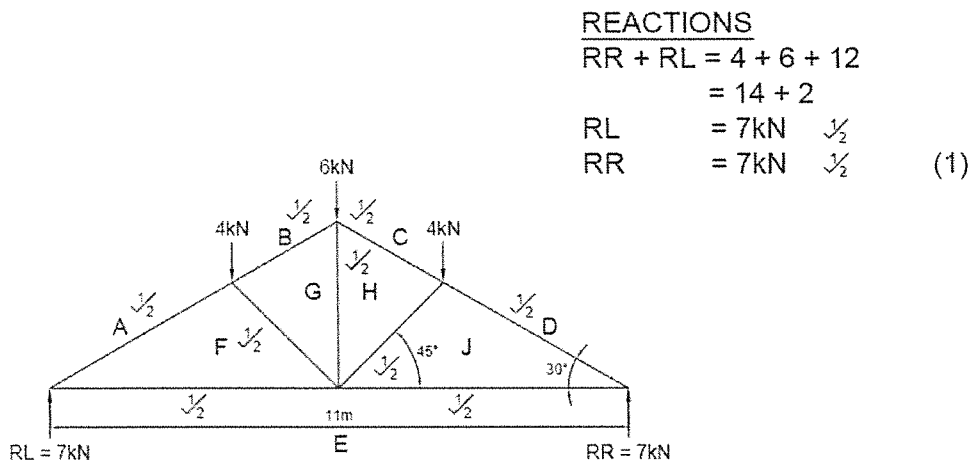 REACTIONS
RR + RL = 4 + 6 + 12
= 14 + 2
RL = 7kN ½
RR = 7kN ½ (1)
6kN
½ ½
4kN B C 4kN
½ ½ ½
A G H D
F ½ 45° J
½ 30°
½ 11m ½
E
RL = 7kN RR = 7kN